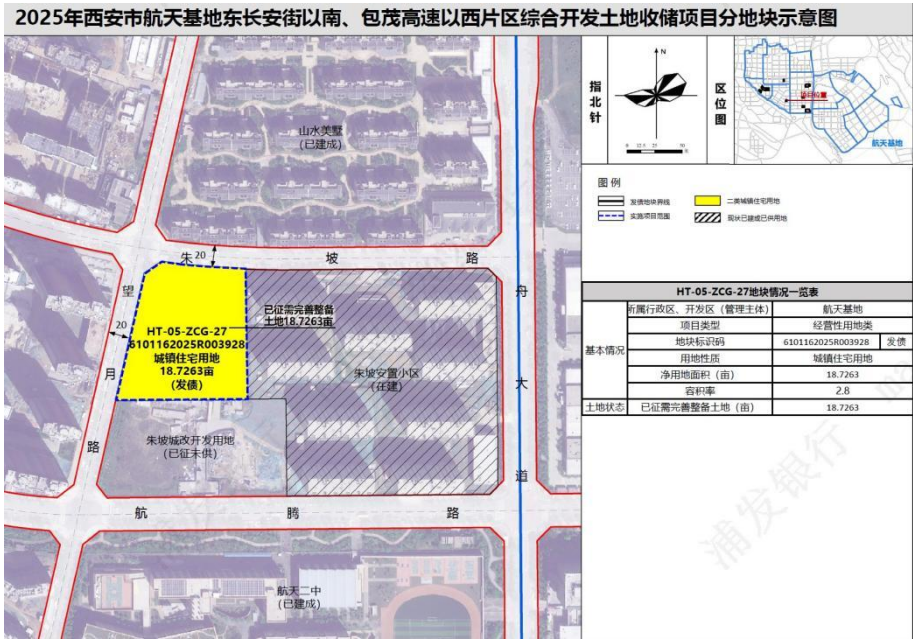 2025年西安市航天基地东长安街以南、包茂高速以西片区综合开发土地收储项目分地块示意图
山水美墅
(已建成)
20
朱坡路
望月路
20
HT-05-ZCG-27
6101162025R003928
城镇住宅用地
18.7263亩
(发债)
已征需完善整备
土地18.7263亩
朱坡安置小区
(在建)
朱坡城改开发用地
(已征未供)
航腾路
舟大道
航天二中
(已建成)
指北针
N
区位图
项目位置
航天基地
图例
发债地块界线
二类城镇住宅用地
实施项目范围
现状已建或已供用地
HT-05-ZCG-27地块情况一览表
基本情况
所属行政区、开发区（管理主体） 航天基地
项目类型 经营性用地类
地块标识码 6101162025R003928 发债
用地性质 城镇住宅用地
净用地面积（亩） 18.7263
容积率 2.8
土地状态 已征需完善整备土地（亩） 18.7263
浦发银行